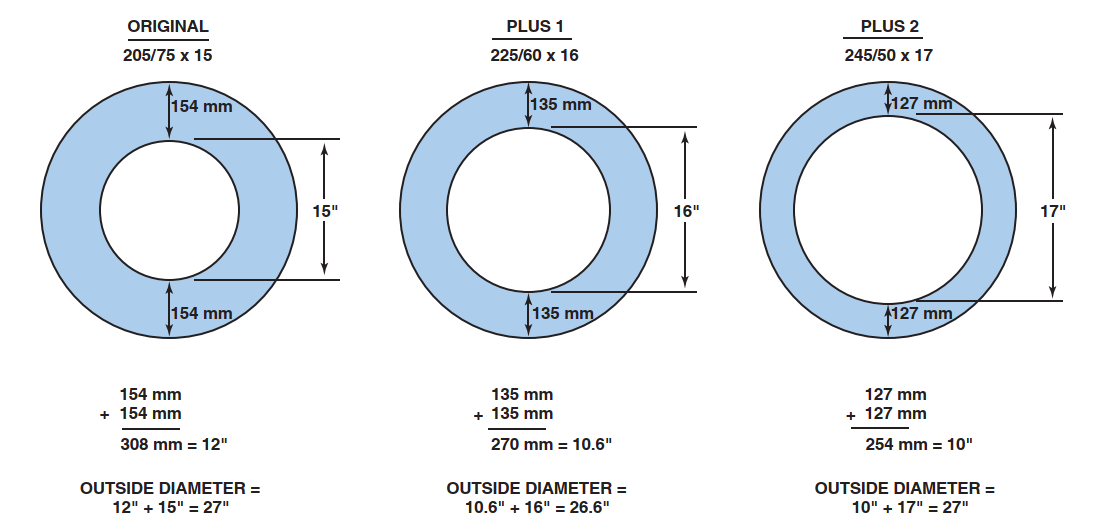 ORIGINAL
205/75 x 15
154 mm
15"
154 mm
154 mm
+ 154 mm
308 mm = 12"
OUTSIDE DIAMETER =
12" + 15" = 27"
PLUS 1
225/60 x 16
135 mm
16"
135 mm
135 mm
+ 135 mm
270 mm = 10.6"
OUTSIDE DIAMETER =
10.6" + 16" = 26.6"
PLUS 2
245/50 x 17
127 mm
17"
127 mm
127 mm
+ 127 mm
254 mm = 10"
OUTSIDE DIAMETER =
10" + 17" = 27"